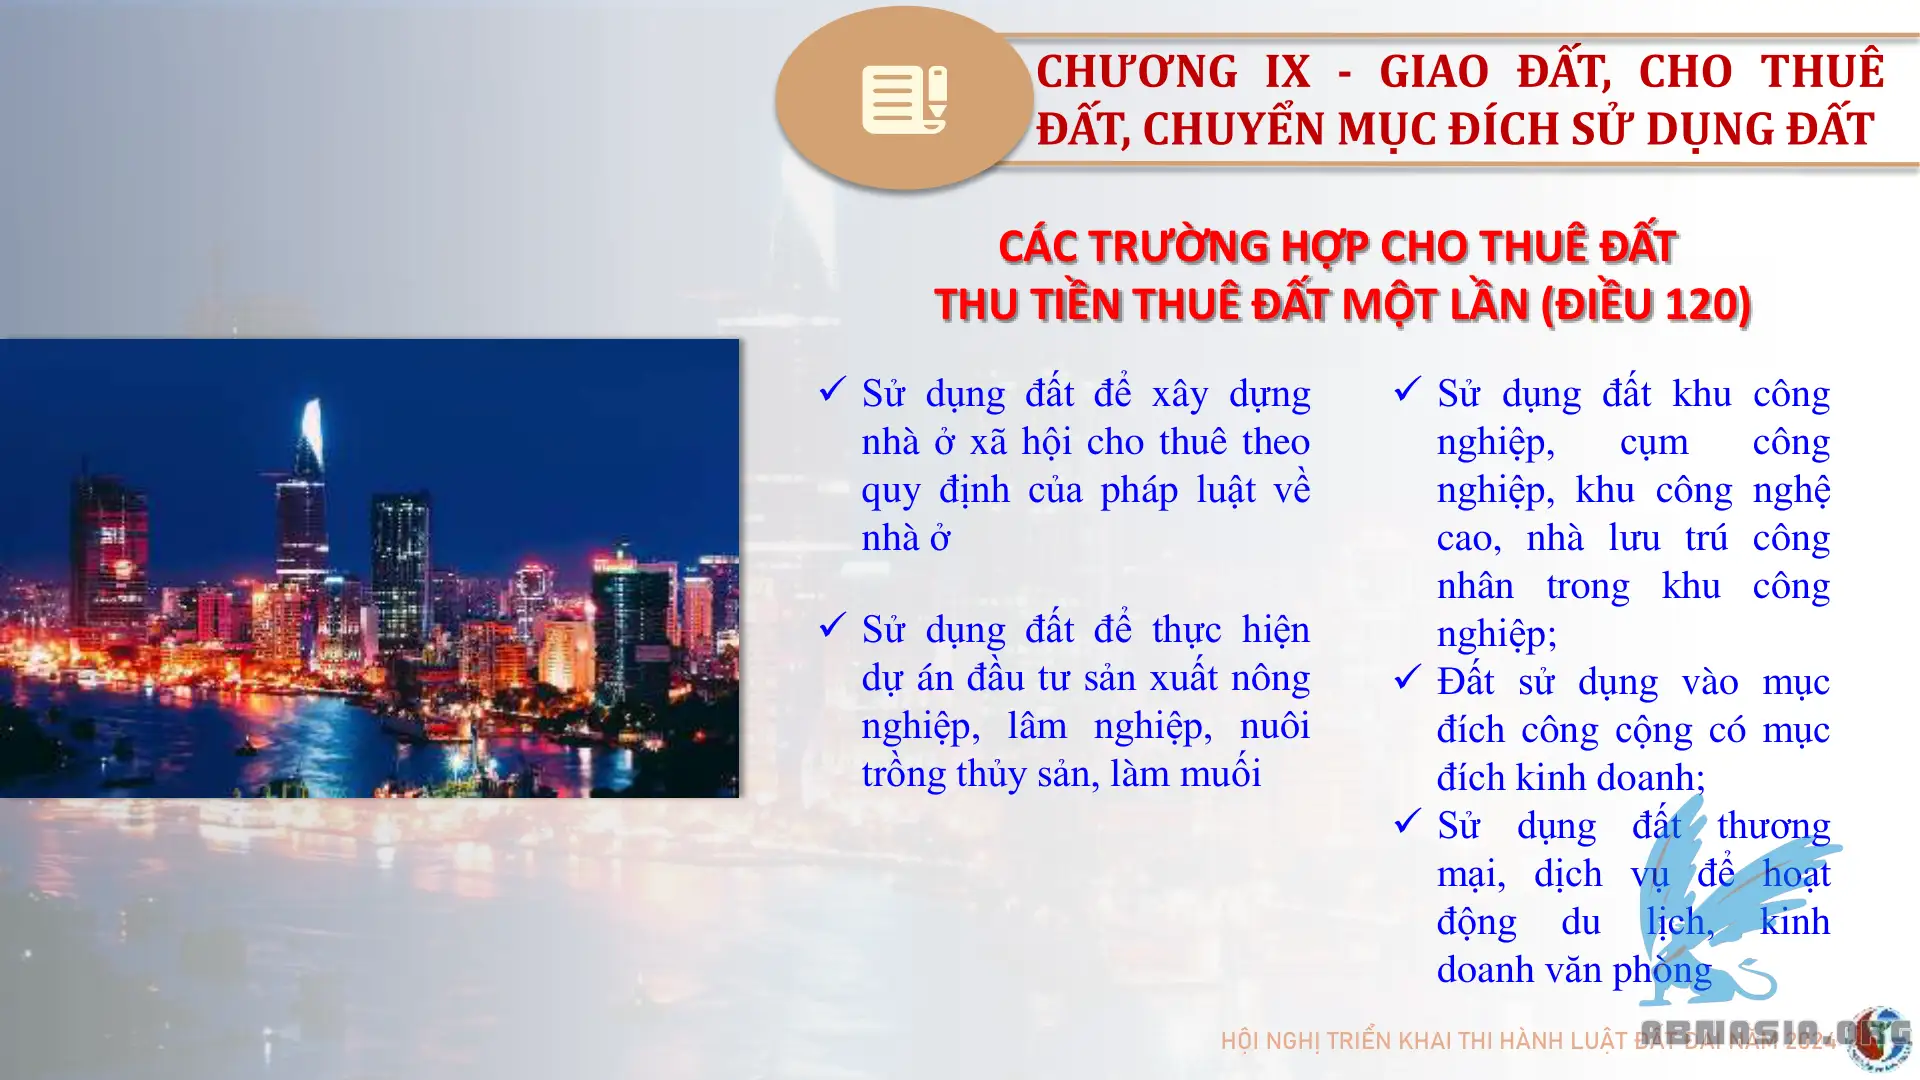 CHƯƠNG IX - GIAO ĐẤT, CHO THUÊ
ĐẤT, CHUYỂN MỤC ĐÍCH SỬ DỤNG ĐẤT
CÁC TRƯỜNG HỢP CHO THUÊ ĐẤT
THU TIỀN THUÊ ĐẤT MỘT LẦN (ĐIỀU 120)
Sử dụng đất để xây dựng
nhà ở xã hội cho thuê theo
quy định của pháp luật về
nhà ở
Sử dụng đất để thực hiện
dự án đầu tư sản xuất nông
nghiệp, lâm nghiệp, nuôi
trồng thủy sản, làm muối
Sử dụng đất khu công
nghiệp, cụm công
nghiệp, khu công nghệ
cao, nhà lưu trú công
nhân trong khu công
nghiệp;
Đất sử dụng vào mục
đích công cộng có mục
đích kinh doanh;
Sử dụng đất thương
mại, dịch vụ để hoạt
động du lịch, kinh
doanh văn phòng
HỘI NGHỊ TRIỂN KHAI THI HÀNH LUẬT ĐẤT ĐAI NĂM 2024
ABMASIA.ORG